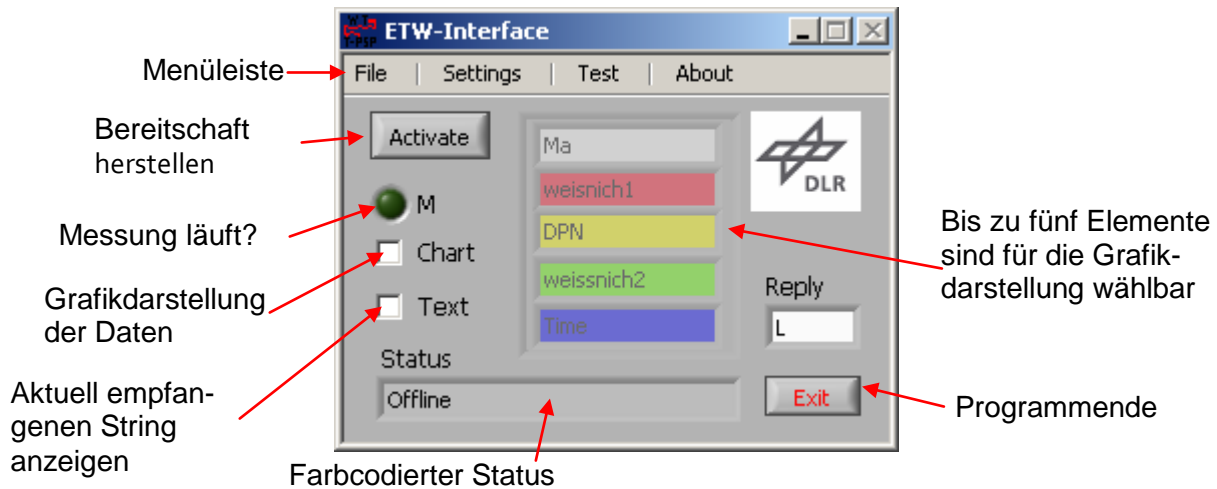 W T
T-PSP
ETW-Interface
Menüleiste
File | Settings | Test | About
Bereitschaft
herstellen
Activate
Ma
weisnich1
DPN
weissnich2
Time
DLR
M
Messung läuft?
Chart
Grafikdarstellung
der Daten
Text
Bis zu fünf Elemente
sind für die Grafik-
darstellung wählbar
Reply
L
Status
Offline
Aktuell empfan-
genen String
anzeigen
Exit
Programmende
Farbcodierter Status